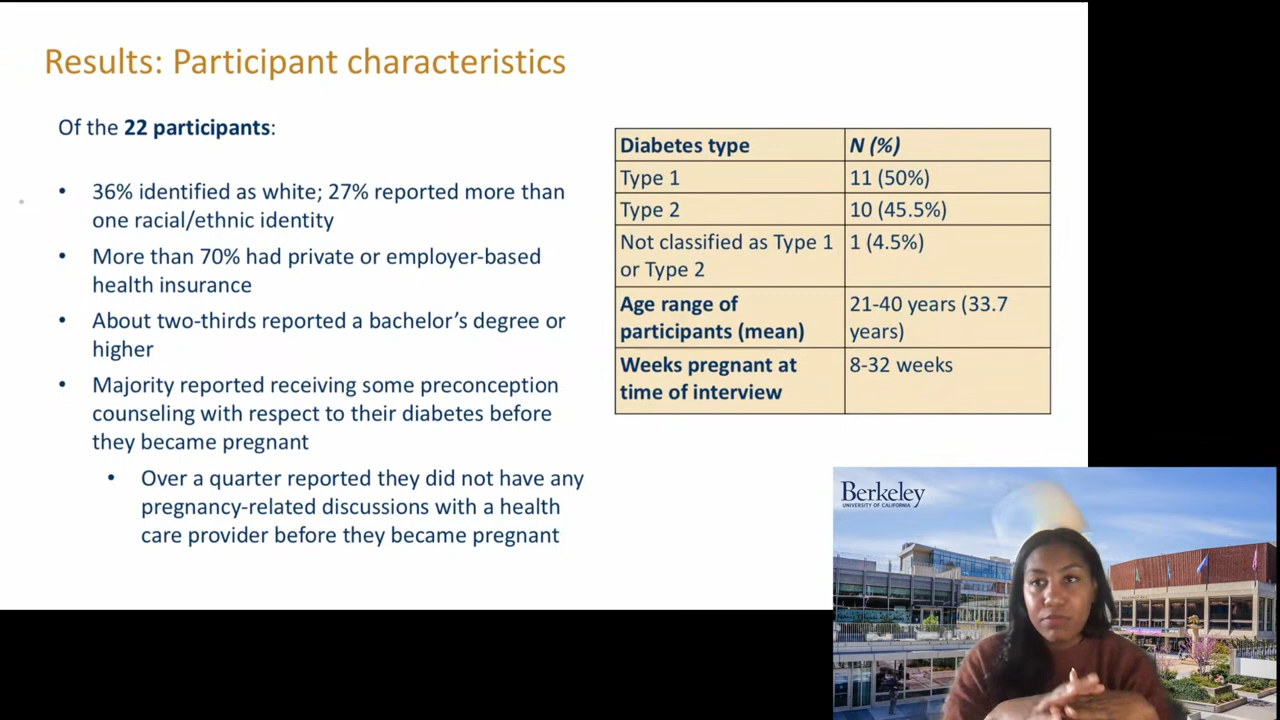 Results: Participant characteristics
Of the 22 participants:
• 36% identified as white; 27% reported more than
one racial/ethnic identity
• More than 70% had private or employer-based
health insurance
• About two-thirds reported a bachelor's degree or
higher
• Majority reported receiving some preconception
counseling with respect to their diabetes before
they became pregnant
• Over a quarter reported they did not have any
pregnancy-related discussions with a health
care provider before they became pregnant
Diabetes type N (%)
Type 1 11 (50%)
Type 2 10 (45.5%)
Not classified as Type 1 1 (4.5%)
or Type 2
Age range of 21-40 years (33.7
participants (mean) years)
Weeks pregnant at 8-32 weeks
time of interview
Berkeley
UNIVERSITY OF CALIFORNIA